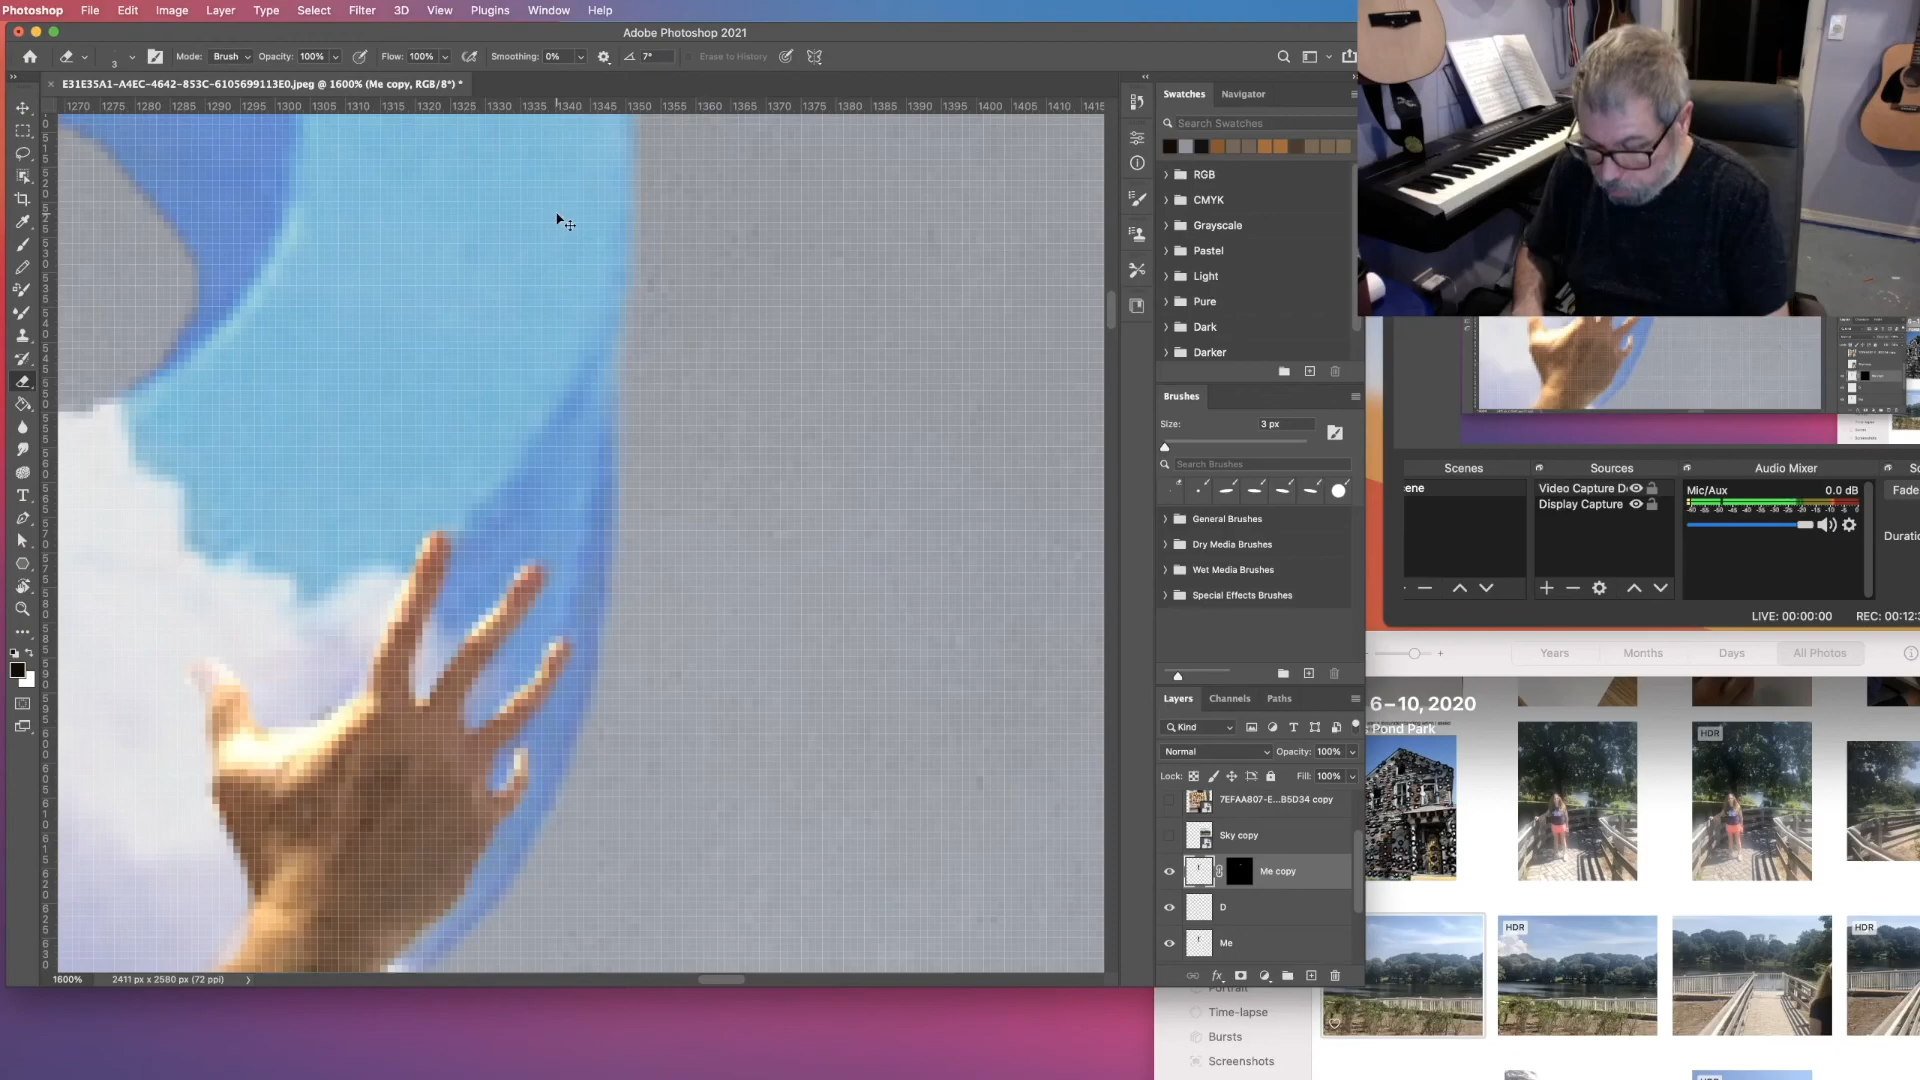 Photoshop File Edit Image Layer Type Select Filter 3D View Plugins Window Help
Adobe Photoshop 2021
3 Mode: Brush Opacity: 100% Flow: 100% Smoothing: 0% 7° Erase to History
E31E35A1-A4EC-4642-853C-6105699113E0.jpeg @ 1600% (Me copy, RGB/8*) *
1270 1275 1280 1285 1290 1295 1300 1305 1310 1315 1320 1325 1330 1335 1340 1345 1350 1355 1360 1365 1370 1375 1380 1385 1390 1395 1400 1405 1410 1415
Swatches Navigator
Search Swatches
RGB
CMYK
Grayscale
Pastel
Light
Pure
Dark
Darker
Brushes
Size: 3 px
Search Brushes
General Brushes
Dry Media Brushes
Wet Media Brushes
Special Effects Brushes
Layers Channels Paths
Kind
Normal Opacity: 100%
Lock: Fill: 100%
7EFAA807-E...B5D34 copy
Sky copy
Me copy
D
Me
1600% 2411 px x 2580 px (72 ppi)
Scenes Sources Audio Mixer
ene Video Capture D Mic/Aux 0.0 dB Fade
Display Capture
Duratio
LIVE: 00:00:00 REC: 00:12:
Years Months Days All Photos
6–10, 2020
s Pond Park
HDR
HDR HDR
Portrait
Time-lapse
Bursts
Screenshots